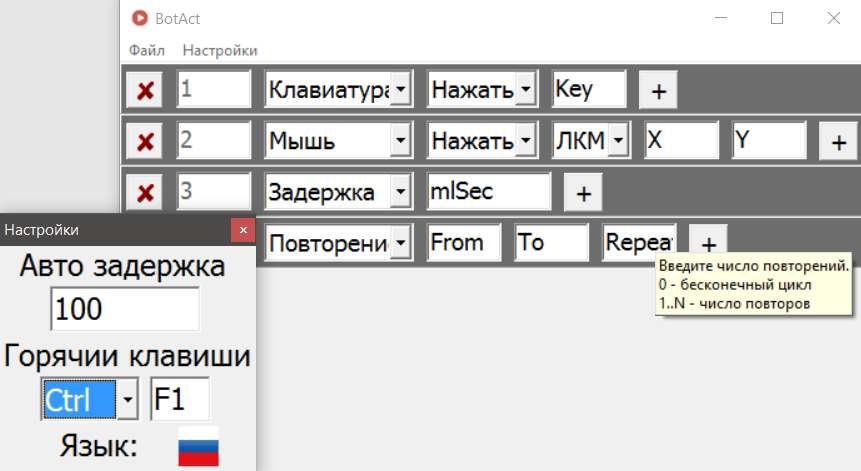 BotAct
Файл Настройки
1 Клавиатура Нажать Key +
2 Мышь Нажать ЛКМ X Y +
3 Задержка mlSec +
Повторени From To Repeat +
Введите число повторений.
0 - бесконечный цикл
1..N - число повторов
Настройки
Авто задержка
100
Горячии клавиши
Ctrl F1
Язык: